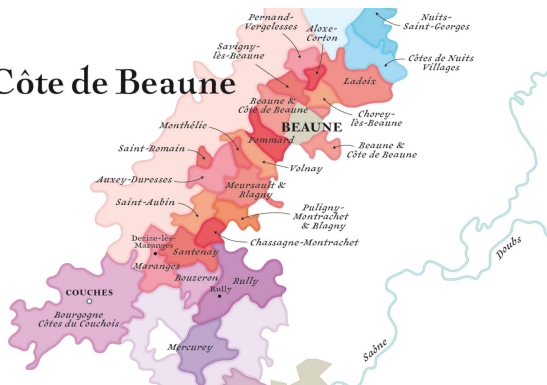 Pernand-
Vergelesses
Aloxe-
Corton
Nuits-
Saint-Georges
Savigny-
lès-Beaune
Côtes de Nuits
Villages
Ladoix
Côte de Beaune
Beaune &
Côte de Beaune
Chorey-
lès-Beaune
Monthélie
BEAUNE
Pommard
Beaune &
Côte de Beaune
Saint-Romain
Volnay
Auxey-Duresses
Meursault &
Blagny
Saint-Aubin
Puligny-
Montrachet
& Blagny
Dezize-lès-
Maranges
Chassagne-Montrachet
Santenay
Maranges
Bouzeron
Rully
Rully
COUCHES
Bourgogne
Côtes du Couchois
Mercurey
Doubs
Saône